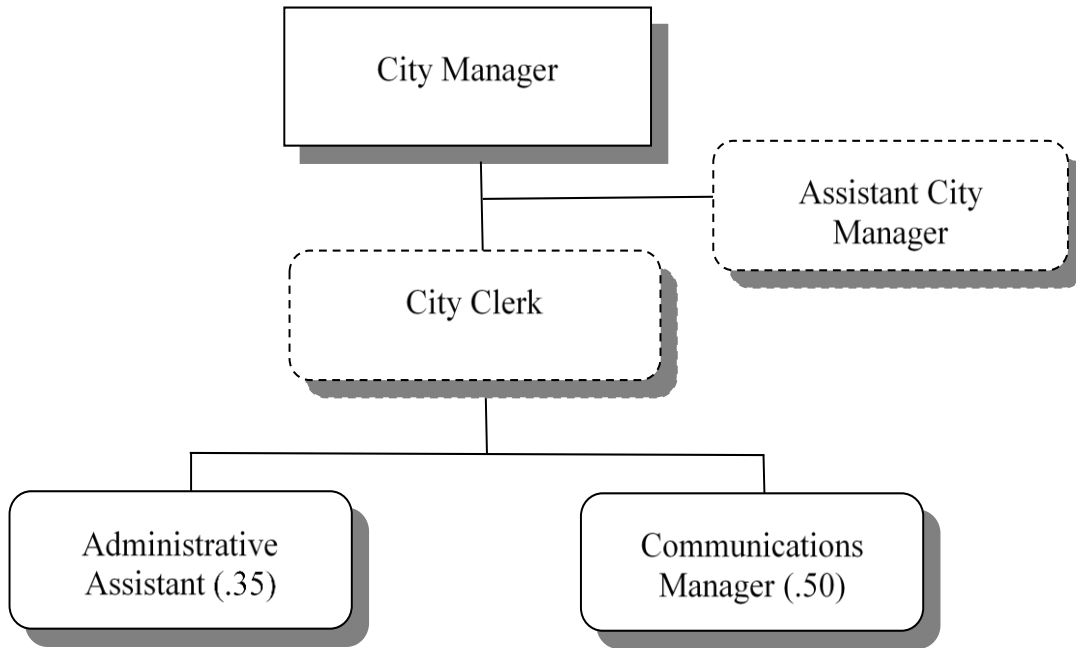 City Manager
Assistant City
Manager
City Clerk
Administrative
Assistant (.35)
Communications
Manager (.50)